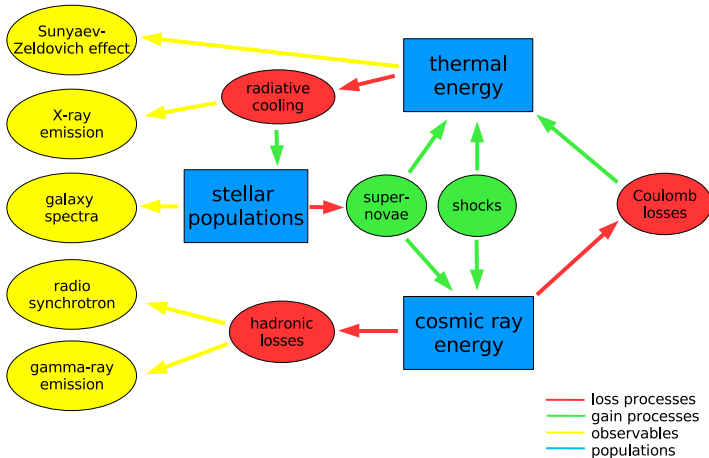 Sunyaev-
Zeldovich effect
thermal
energy
radiative
cooling
X-ray
emission
galaxy
spectra
stellar
populations
super-
novae
shocks
Coulomb
losses
radio
synchrotron
hadronic
losses
cosmic ray
energy
gamma-ray
emission
loss processes
gain processes
observables
populations